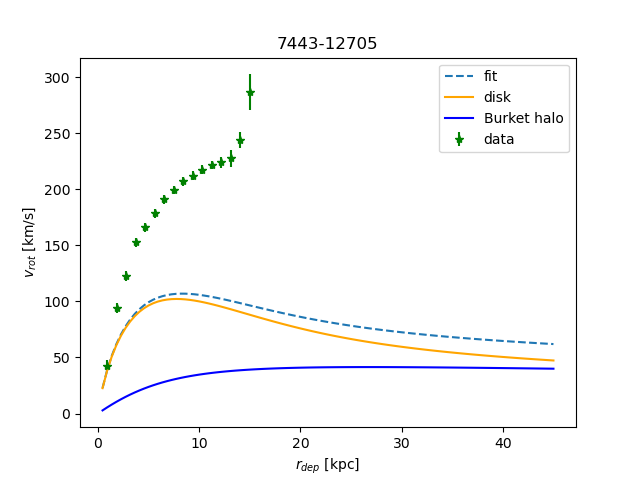 7443-12705
300
250
200
150
100
50
0
v_rot [km/s]
fit
disk
Burket halo
data
0 10 20 30 40
r_dep [kpc]